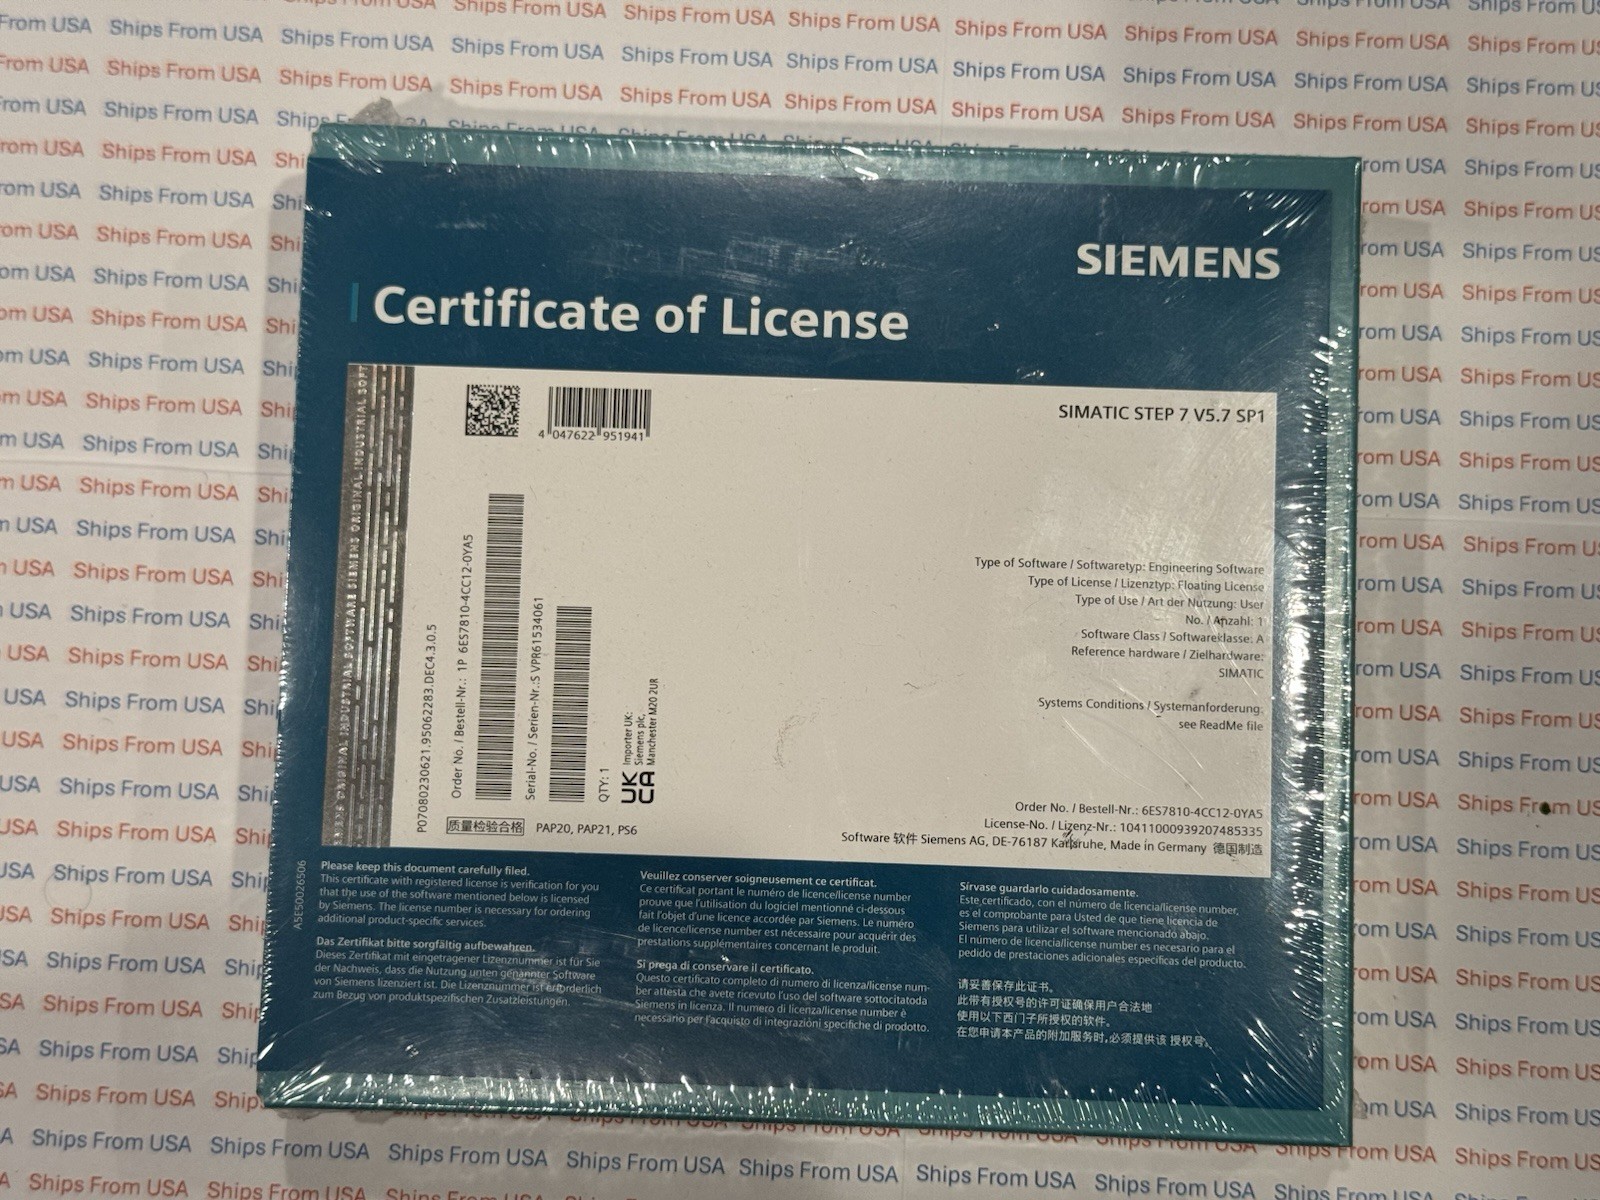 Ships From USA
SIEMENS
Certificate of License
SIEMENS ORIGINAL INDUSTRIAL SOFTWARE SIEMENS ORIGINAL INDUSTRIAL SOFT
4 047622 951941
SIMATIC STEP 7 V5.7 SP1
P07080230621.95062283.DEC4.3.0.5
Order No. / Bestell-Nr.: 1P 6ES7810-4CC12-0YA5
Serial-No. / Serien-Nr.:S VPR61534061
QTY: 1
UK
CA
Importer UK:
Siemens plc,
Manchester M20 2UR
质量检验合格 PAP20, PAP21, PS6
Type of Software / Softwaretyp: Engineering Software
Type of License / Lizenztyp: Floating License
Type of Use / Art der Nutzung: User
No. / Anzahl: 1
Software Class / Softwareklasse: A
Reference hardware / Zielhardware:
SIMATIC
Systems Conditions / Systemanforderung:
see ReadMe file
Order No. / Bestell-Nr.: 6ES7810-4CC12-0YA5
License-No. / Lizenz-Nr.: 10411000939207485335
Software 软件 Siemens AG, DE-76187 Karlsruhe, Made in Germany 德国制造
A5E50026506
Please keep this document carefully filed.
This certificate with registered license is verification for you
that the use of the software mentioned below is licensed
by Siemens. The license number is necessary for ordering
additional product-specific services.
Das Zertifikat bitte sorgfältig aufbewahren.
Dieses Zertifikat mit eingetragener Lizenznummer ist für Sie
der Nachweis, dass die Nutzung unten genannter Software
von Siemens lizenziert ist. Die Lizenznummer ist erforderlich
zum Bezug von produktspezifischen Zusatzleistungen.
Veuillez conserver soigneusement ce certificat.
Ce certificat portant le numéro de licence/license number
prouve que l'utilisation du logiciel mentionné ci-dessous
fait l'objet d'une licence accordée par Siemens. Le numéro
de licence/license number est nécessaire pour acquérir des
prestations supplémentaires concernant le produit.
Si prega di conservare il certificato.
Questo certificato completo di numero di licenza/license num-
ber attesta che avete ricevuto l'uso del software sottocitatoda
Siemens in licenza. Il numero di licenza/license number è
necessario per l'acquisto di integrazioni specifiche di prodotto.
Sírvase guardarlo cuidadosamente.
Este certificado, con el número de licencia/license number,
es el comprobante para Usted de que tiene licencia de
Siemens para utilizar el software mencionado abajo.
El número de licencia/license number es necesario para el
pedido de prestaciones adicionales específicas del producto.
请妥善保存此证书。
此带有授权号的许可证确保用户合法地
使用以下西门子所授权的软件。
在您申请本产品的附加服务时,必须提供该 授权号。